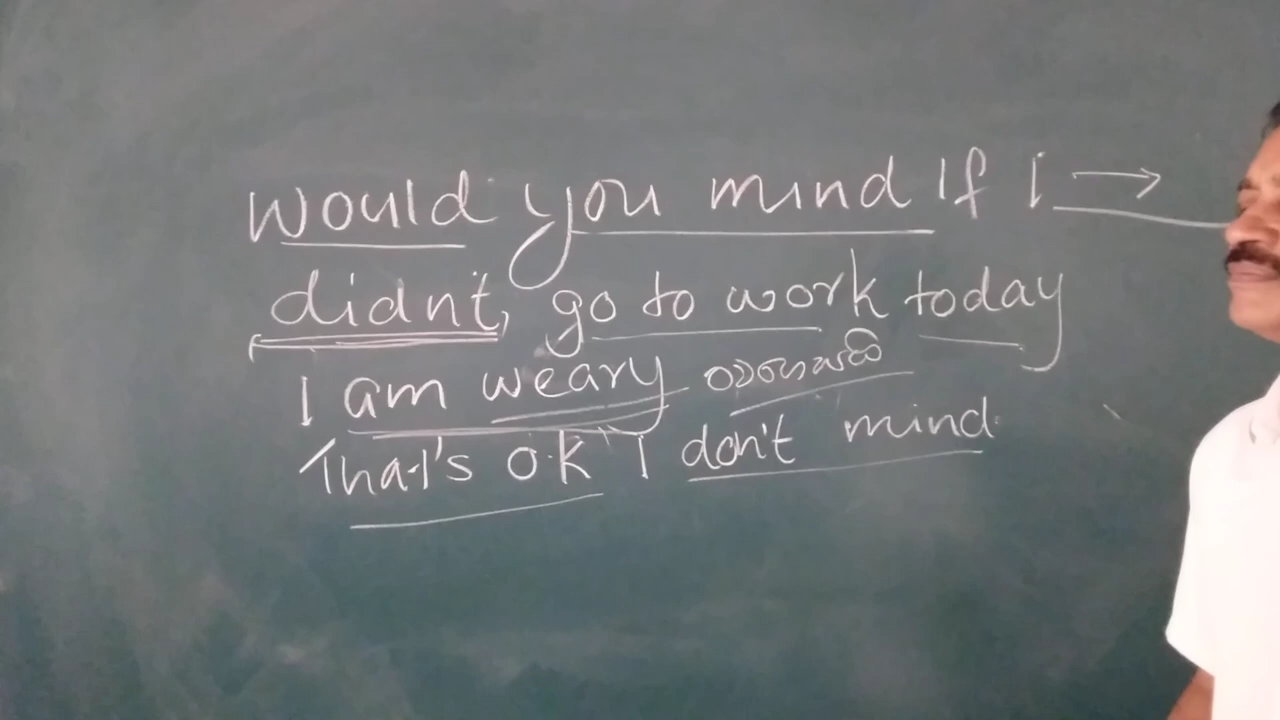 would you mind If I →
didnt, go to work today
I am weary
That's O.K I don't mind.